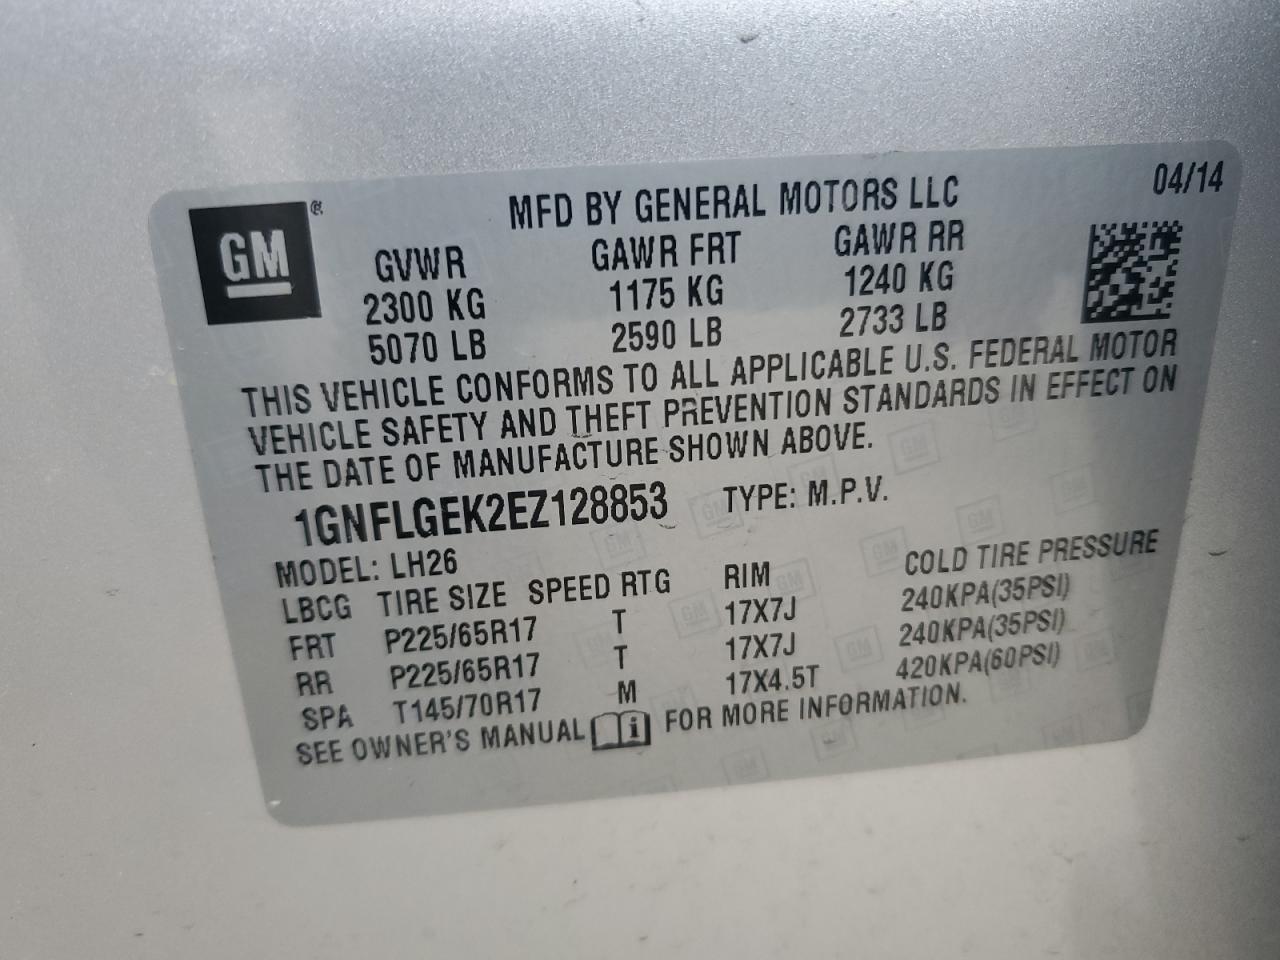 GM ®
MFD BY GENERAL MOTORS LLC 04/14
GVWR GAWR FRT GAWR RR
2300 KG 1175 KG 1240 KG
5070 LB 2590 LB 2733 LB
THIS VEHICLE CONFORMS TO ALL APPLICABLE U.S. FEDERAL MOTOR
VEHICLE SAFETY AND THEFT PREVENTION STANDARDS IN EFFECT ON
THE DATE OF MANUFACTURE SHOWN ABOVE.
1GNFLGEK2EZ128853 TYPE: M.P.V.
MODEL: LH26
LBCG TIRE SIZE SPEED RTG RIM COLD TIRE PRESSURE
FRT P225/65R17 T 17X7J 240KPA(35PSI)
RR P225/65R17 T 17X7J 240KPA(35PSI)
SPA T145/70R17 M 17X4.5T 420KPA(60PSI)
SEE OWNER'S MANUAL i FOR MORE INFORMATION.